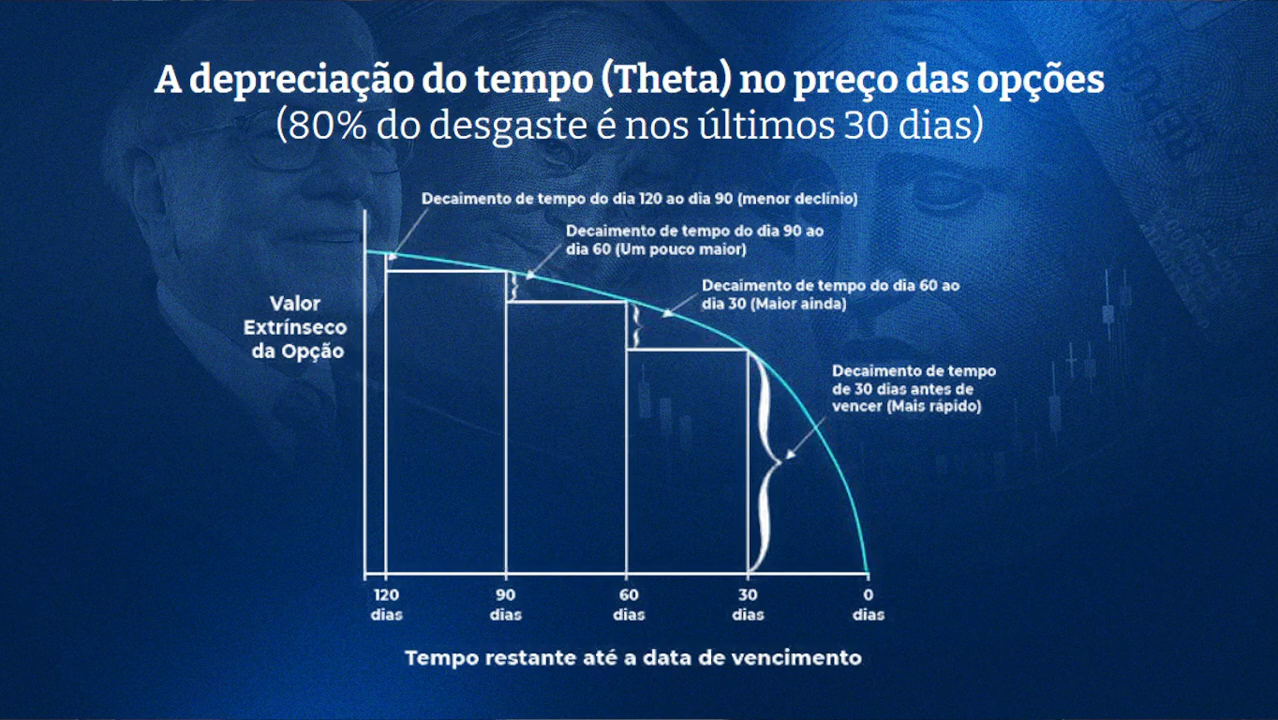 A depreciação do tempo (Theta) no preço das opções
(80% do desgaste é nos últimos 30 dias)
Decaimento de tempo do dia 120 ao dia 90 (menor declínio)
Decaimento de tempo do dia 90 ao
dia 60 (Um pouco maior)
Decaimento de tempo do dia 60 ao
dia 30 (Maior ainda)
Valor
Extrínseco
da Opção
Decaimento de tempo
de 30 dias antes de
vencer (Mais rápido)
120
dias
90
dias
60
dias
30
dias
0
dias
Tempo restante até a data de vencimento